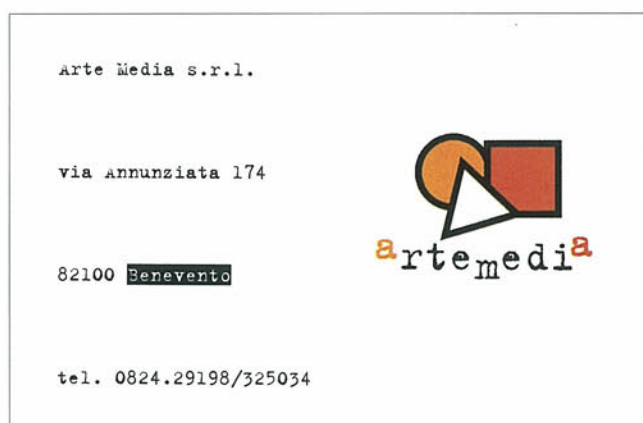 Arte Media s.r.l.
via Annunziata 174
82100 Benevento
tel. 0824.29198/325034
artemedia